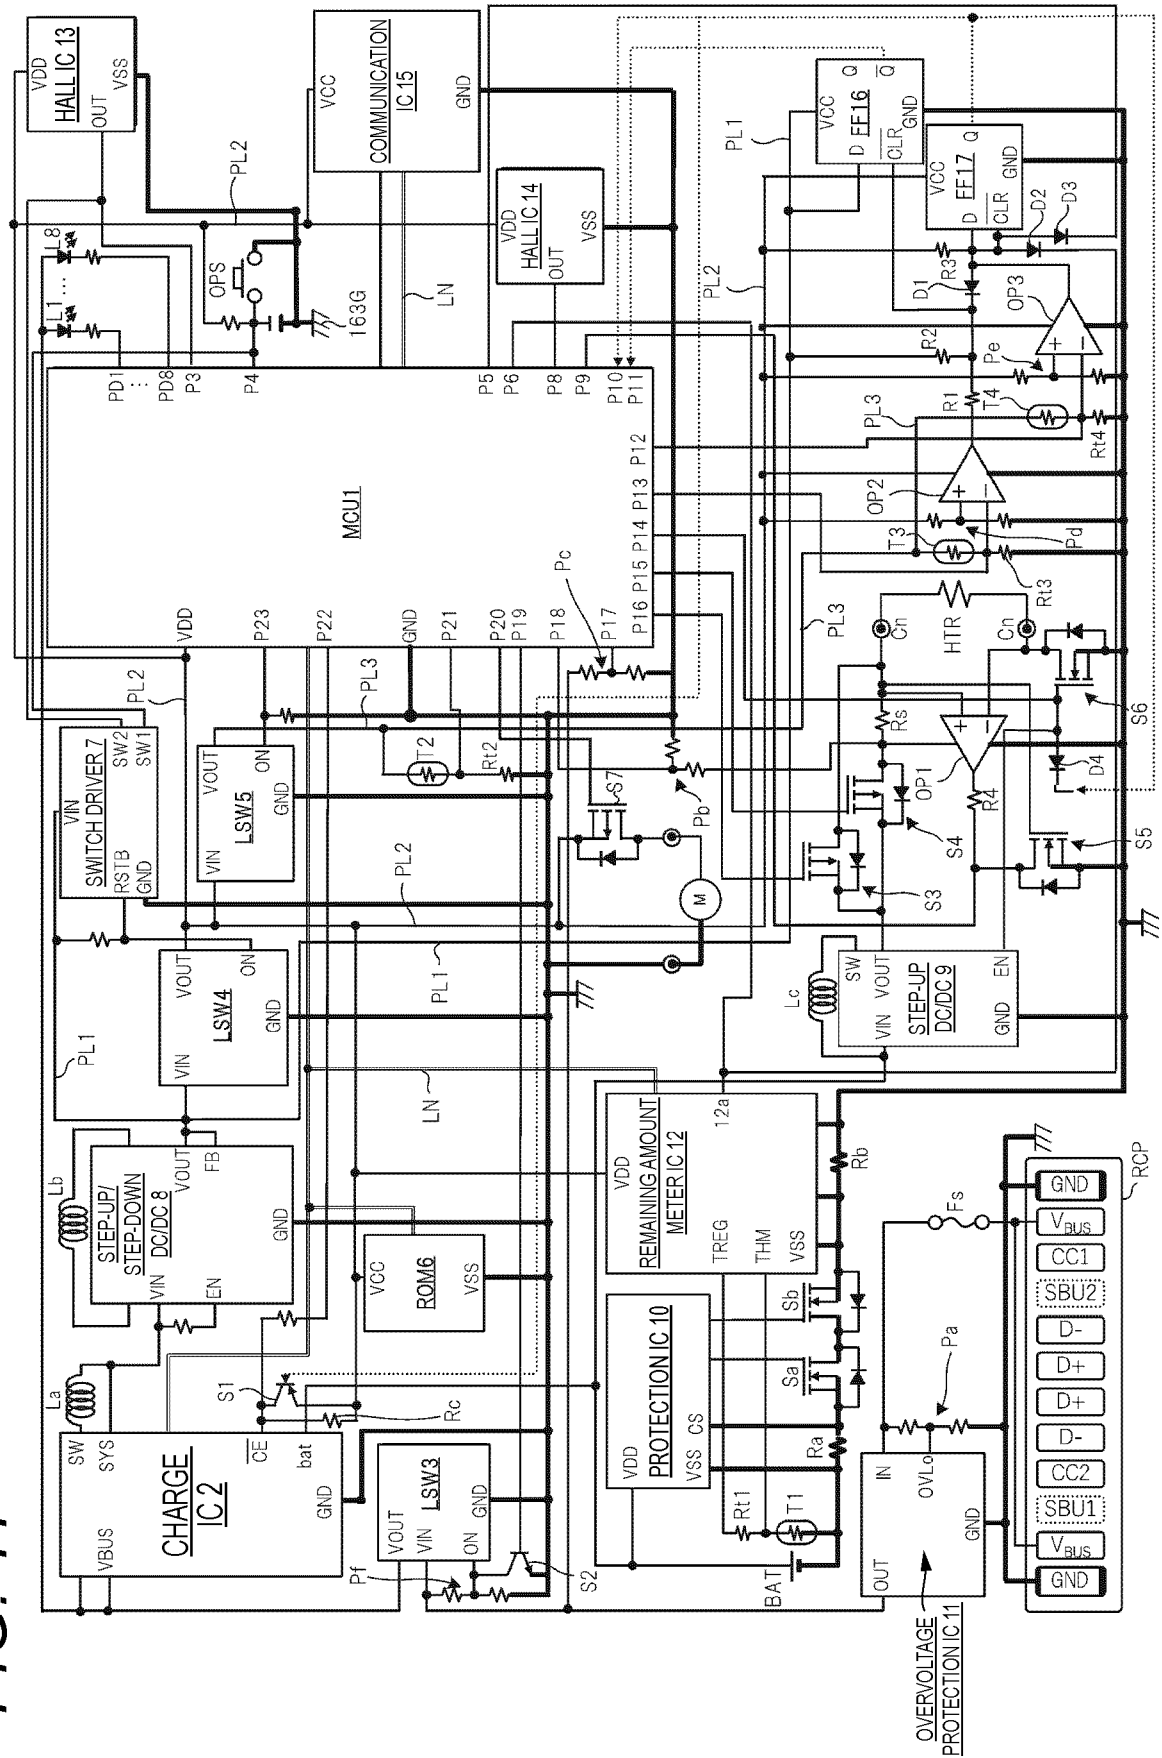 HALL IC 13
VDD
OUT
VSS
COMMUNICATION
IC 15
VCC
GND
PL2
L1
...
L8
OPS
163G
LN
HALL IC 14
VDD
OUT
VSS
PL1
PL2
FF16
VCC
D
CLR
Q
Q
GND
FF17
VCC
D
CLR
Q
GND
D2
D3
R3
D1
OP3
Pe
R2
R1
T4
PL3
Rt4
OP2
T3
Pd
Rt3
MCU1
PD1
...
PD8
P3
P4
P5
P6
P8
P9
P10
P11
P12
P13
P14
P15
P16
P17
P18
P19
P20
P21
GND
P22
P23
VDD
Pc
PL2
PL3
SWITCH DRIVER 7
VIN
RSTB
GND
SW2
SW1
LSW5
VIN
VOUT
ON
GND
T2
Rt2
S7
M
Pb
PL2
PL1
PL3
Cn
HTR
Cn
Rs
OP1
R4
S4
S3
D4
S6
S5
LSW4
VIN
VOUT
ON
GND
PL1
Lc
STEP-UP
DC/DC 9
SW
VIN
VOUT
EN
GND
Lb
STEP-UP/
STEP-DOWN
DC/DC 8
VIN
EN
VOUT
FB
GND
LN
ROM6
VCC
VSS
REMAINING AMOUNT
METER IC 12
VDD
12a
TREG
THM
VSS
Rb
La
CHARGE
IC 2
SW
SYS
VBUS
CE
bat
GND
S1
Rc
LSW3
VOUT
VIN
ON
GND
Pf
S2
PROTECTION IC 10
VDD
VSS
CS
Sb
Sa
Ra
Rt1
T1
BAT
OVERVOLTAGE
PROTECTION IC 11
OUT
IN
OVLo
GND
Pa
Fs
RCP
GND
VBUS
CC1
SBU2
D-
D+
D+
D-
CC2
SBU1
VBUS
GND